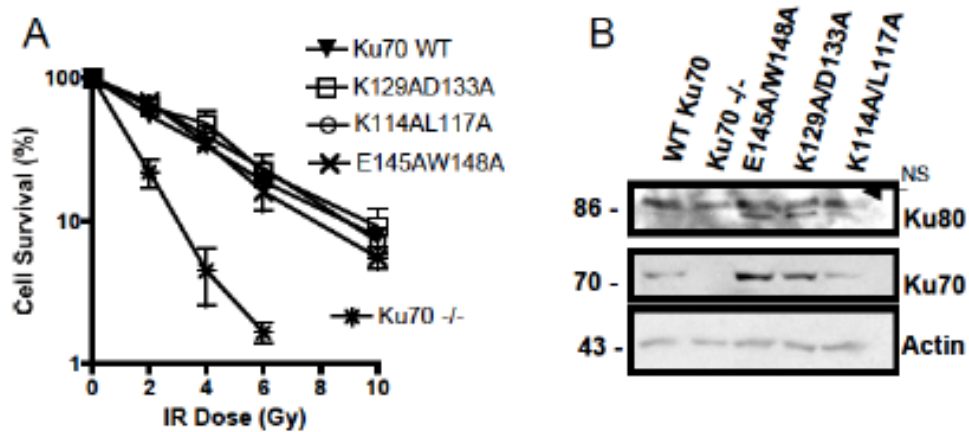 A
Ku70 WT
K129AD133A
K114AL117A
E145AW148A
Ku70 -/-
Cell Survival (%)
100
10
1
0 2 4 6 8 10
IR Dose (Gy)
B
WT Ku70
Ku70 -/-
E145A/W148A
K129A/D133A
K114A/L117A
NS
86 - Ku80
70 - Ku70
43 - Actin